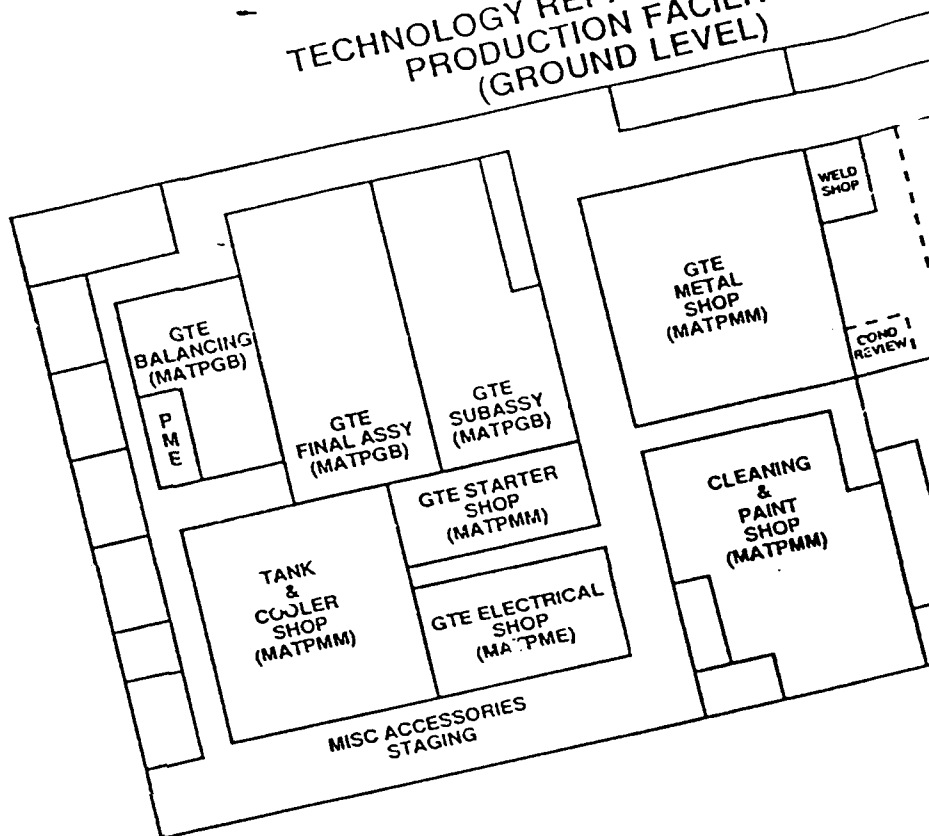 TECHNOLOGY
PRODUCTION
(GROUND LEVEL)
WELD
SHOP
GTE
METAL
SHOP
(MATPMM)
COND
REVIEW
GTE
BALANCING
(MATPGB)
P
M
E
GTE
FINAL ASSY
(MATPGB)
GTE
SUBASSY
(MATPGB)
GTE STARTER
SHOP
(MATPMM)
CLEANING
&
PAINT
SHOP
(MATPMM)
TANK
&
COOLER
SHOP
(MATPMM)
GTE ELECTRICAL
SHOP
MISC ACCESSORIES
STAGING